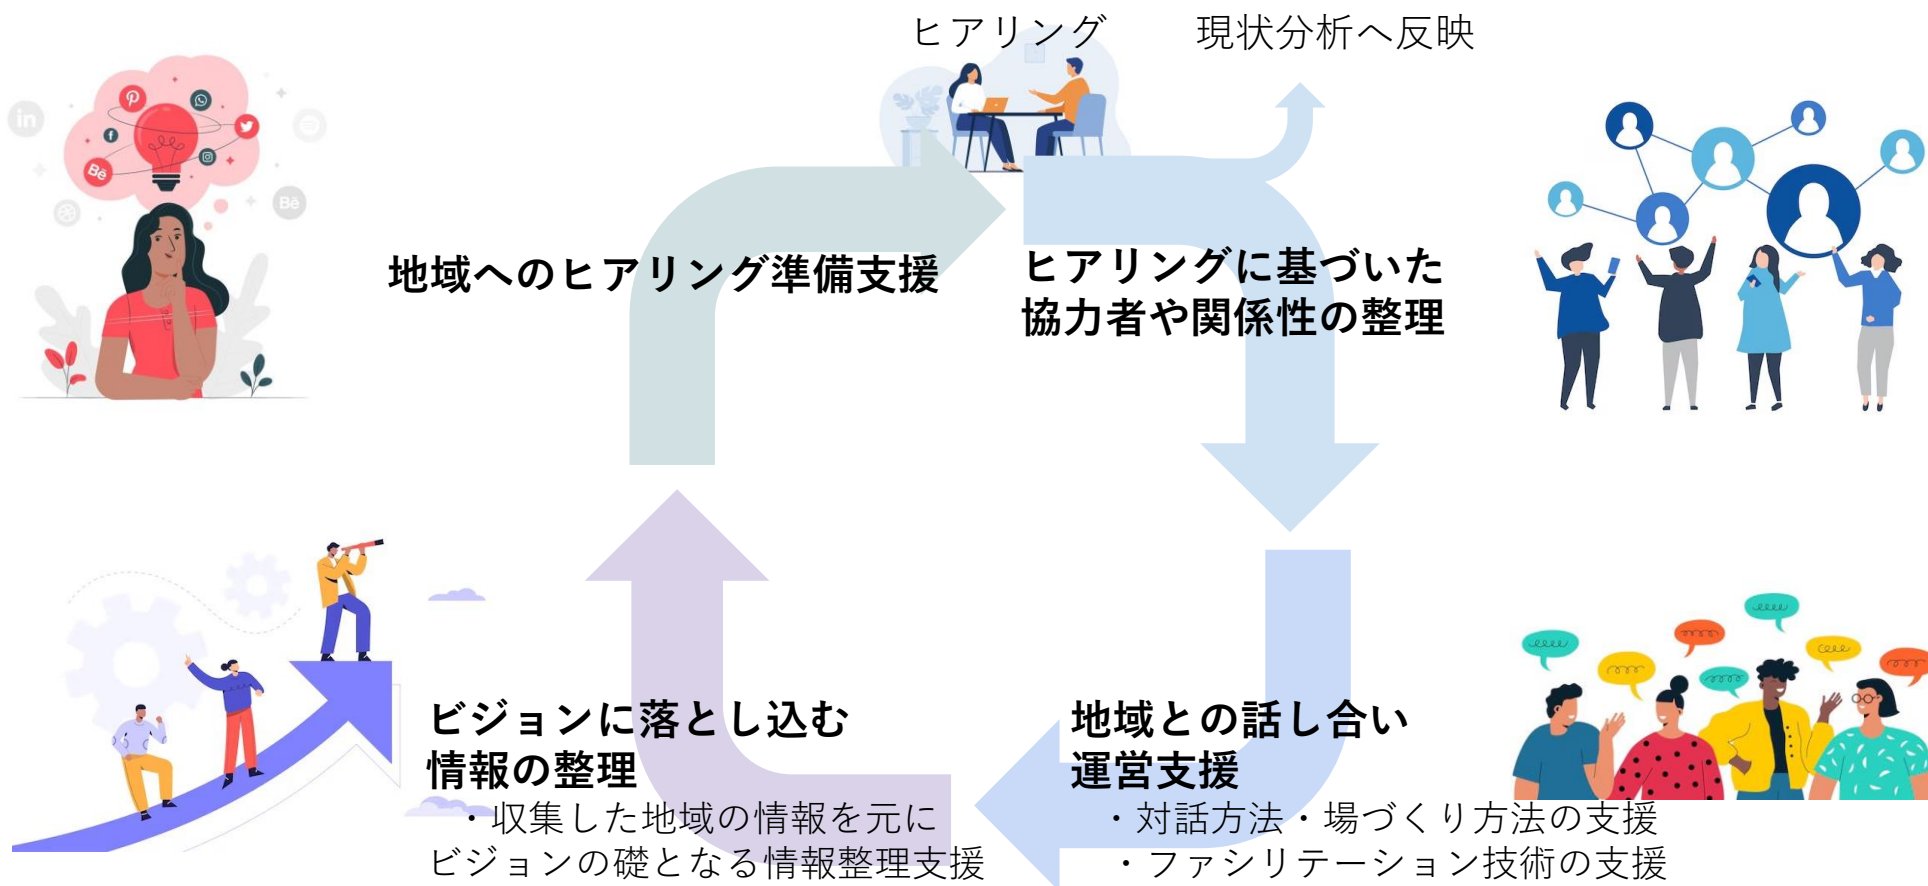 ヒアリング
現状分析へ反映
地域へのヒアリング準備支援
ヒアリングに基づいた
協力者や関係性の整理
ビジョンに落とし込む
情報の整理
・収集した地域の情報を元に
ビジョンの礎となる情報整理支援
地域との話し合い
運営支援
・対話方法・場づくり方法の支援
・ファシリテーション技術の支援
in
Bē
Bē